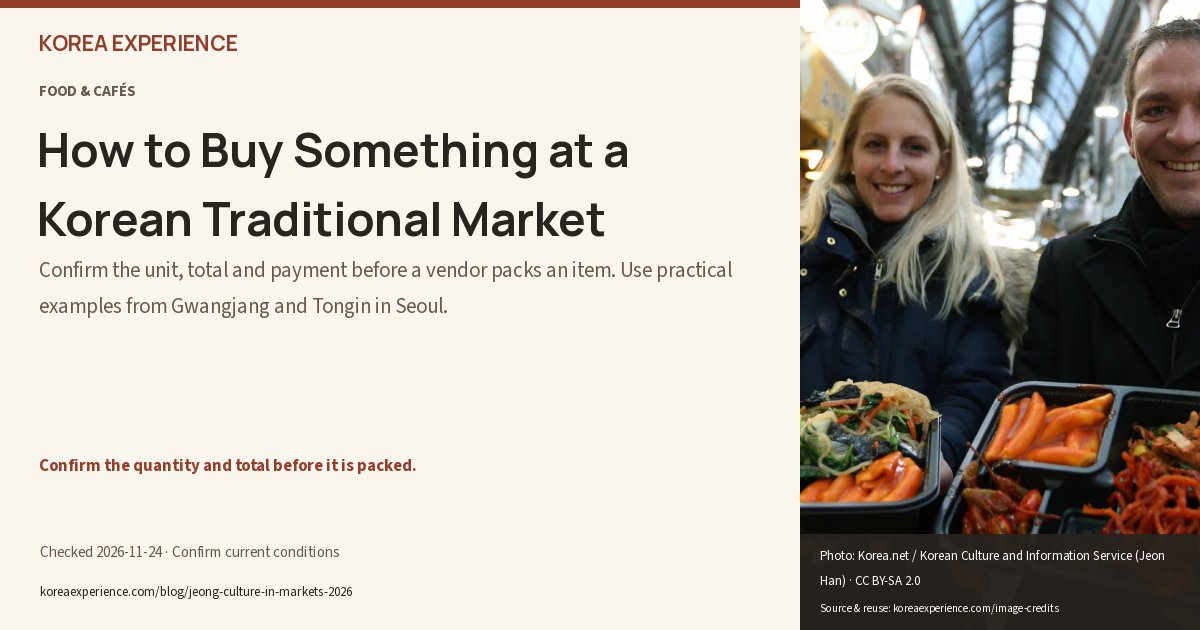 KOREA EXPERIENCE
FOOD & CAFÉS
How to Buy Something at a
Korean Traditional Market
Confirm the unit, total and payment before a vendor packs an item. Use practical
examples from Gwangjang and Tongin in Seoul.
Confirm the quantity and total before it is packed.
Checked 2026-11-24 · Confirm current conditions
koreaexperience.com/blog/jeong-culture-in-markets-2026
Photo: Korea.net / Korean Culture and Information Service (Jeon
Han) · CC BY-SA 2.0
Source & reuse: koreaexperience.com/image-credits